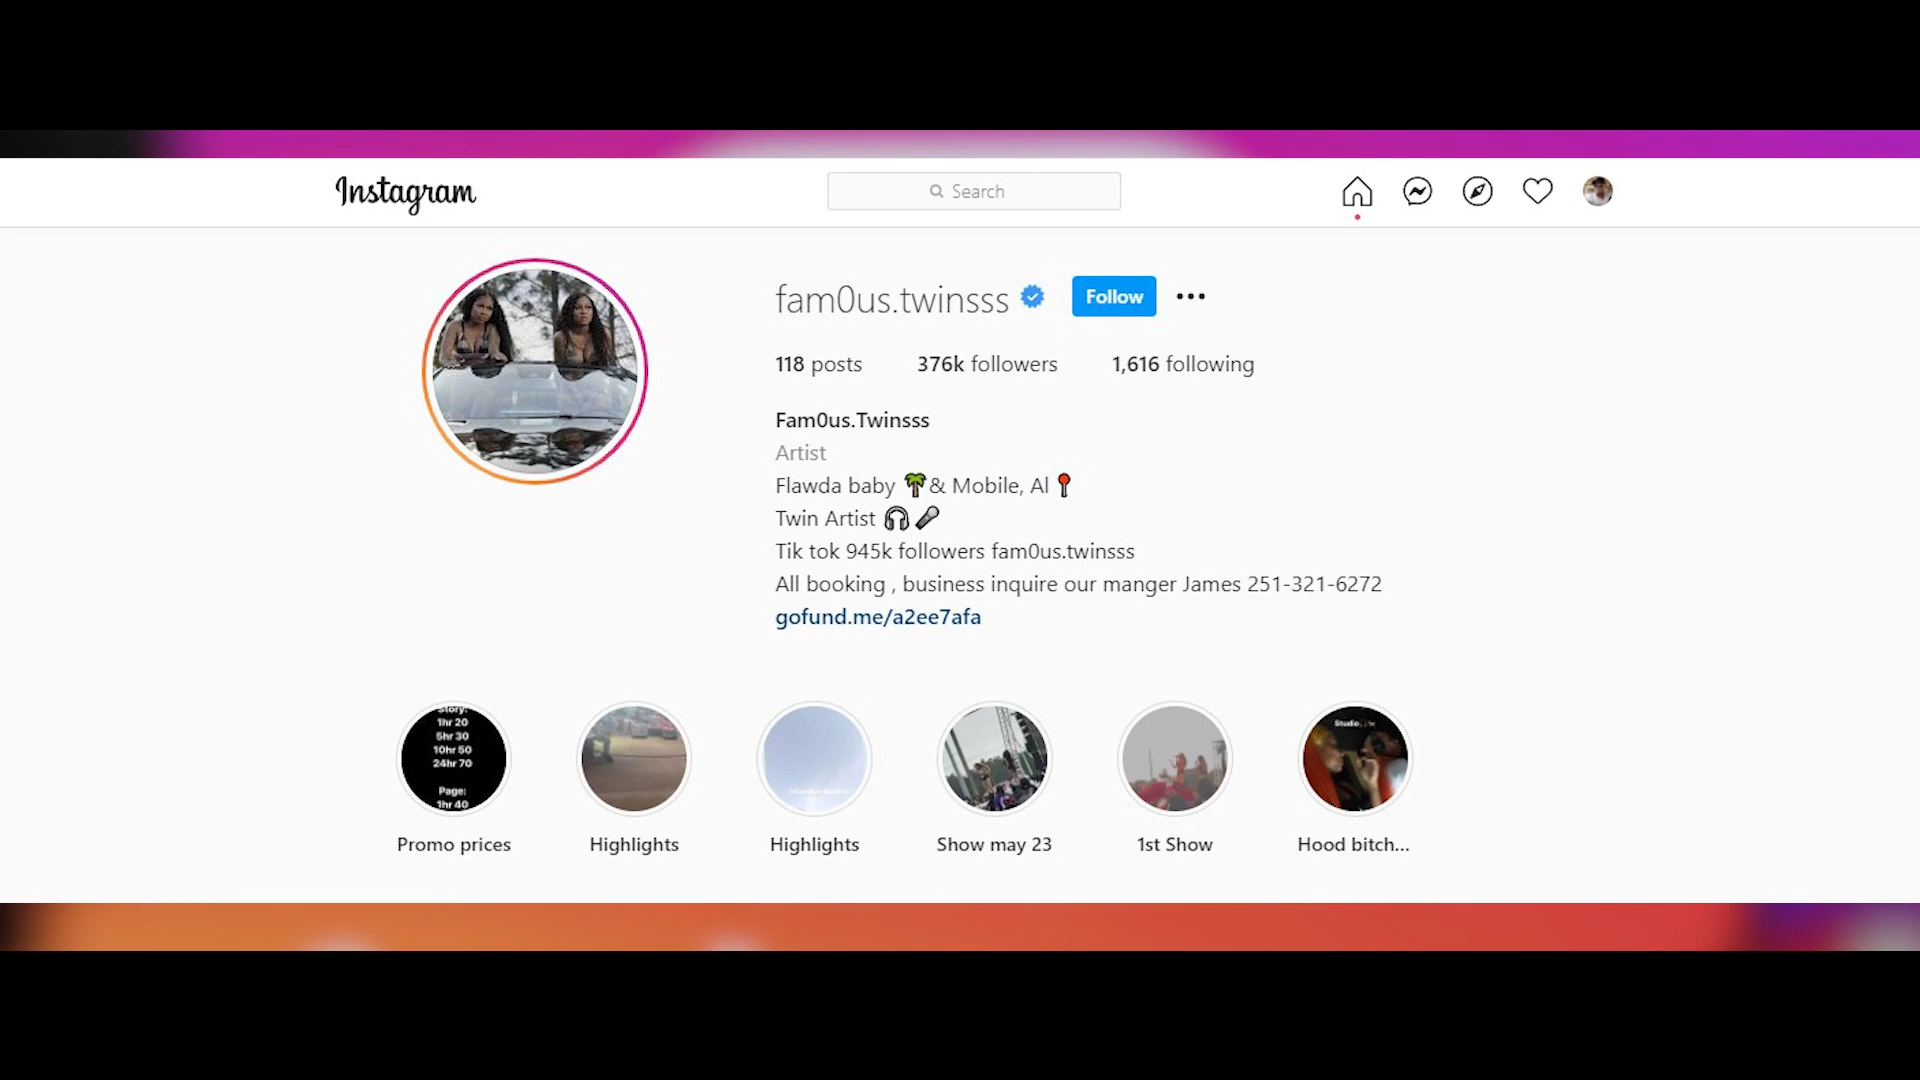 Instagram
Search
fam0us.twinsss
Follow
118 posts 376k followers 1,616 following
Fam0us.Twinsss
Artist
Flawda baby 🌴& Mobile, Al📍
Twin Artist 🎧🎤
Tik tok 945k followers fam0us.twinsss
All booking , business inquire our manger James 251-321-6272
gofund.me/a2ee7afa
Story:
1hr 20
5hr 30
10hr 50
24hr 70
Page:
1hr 40
Studio
Promo prices
Highlights
Highlights
Show may 23
1st Show
Hood bitch...